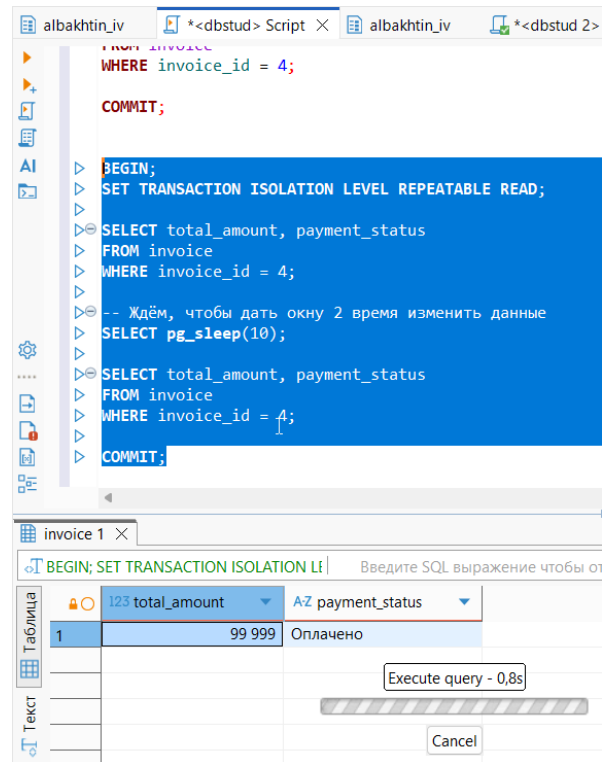 albakhtin_iv
*<dbstud> Script
albakhtin_iv
*<dbstud 2>
FROM invoice
WHERE invoice_id = 4;
COMMIT;
AI
BEGIN;
SET TRANSACTION ISOLATION LEVEL REPEATABLE READ;
SELECT total_amount, payment_status
FROM invoice
WHERE invoice_id = 4;
-- Ждём, чтобы дать окну 2 время изменить данные
SELECT pg_sleep(10);
SELECT total_amount, payment_status
FROM invoice
WHERE invoice_id = 4;
COMMIT;
invoice 1
BEGIN; SET TRANSACTION ISOLATION LE
Введите SQL выражение чтобы от
Таблица
123 total_amount
A-Z payment_status
1
99 999
Оплачено
Execute query - 0,8s
Текст
Cancel